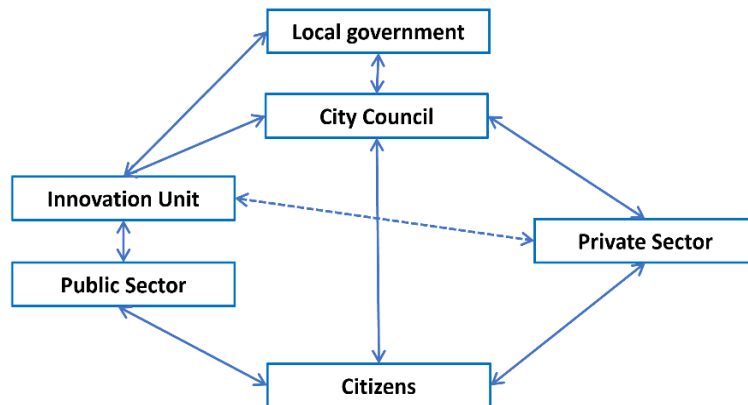 Local government
City Council
Innovation Unit
Private Sector
Public Sector
Citizens